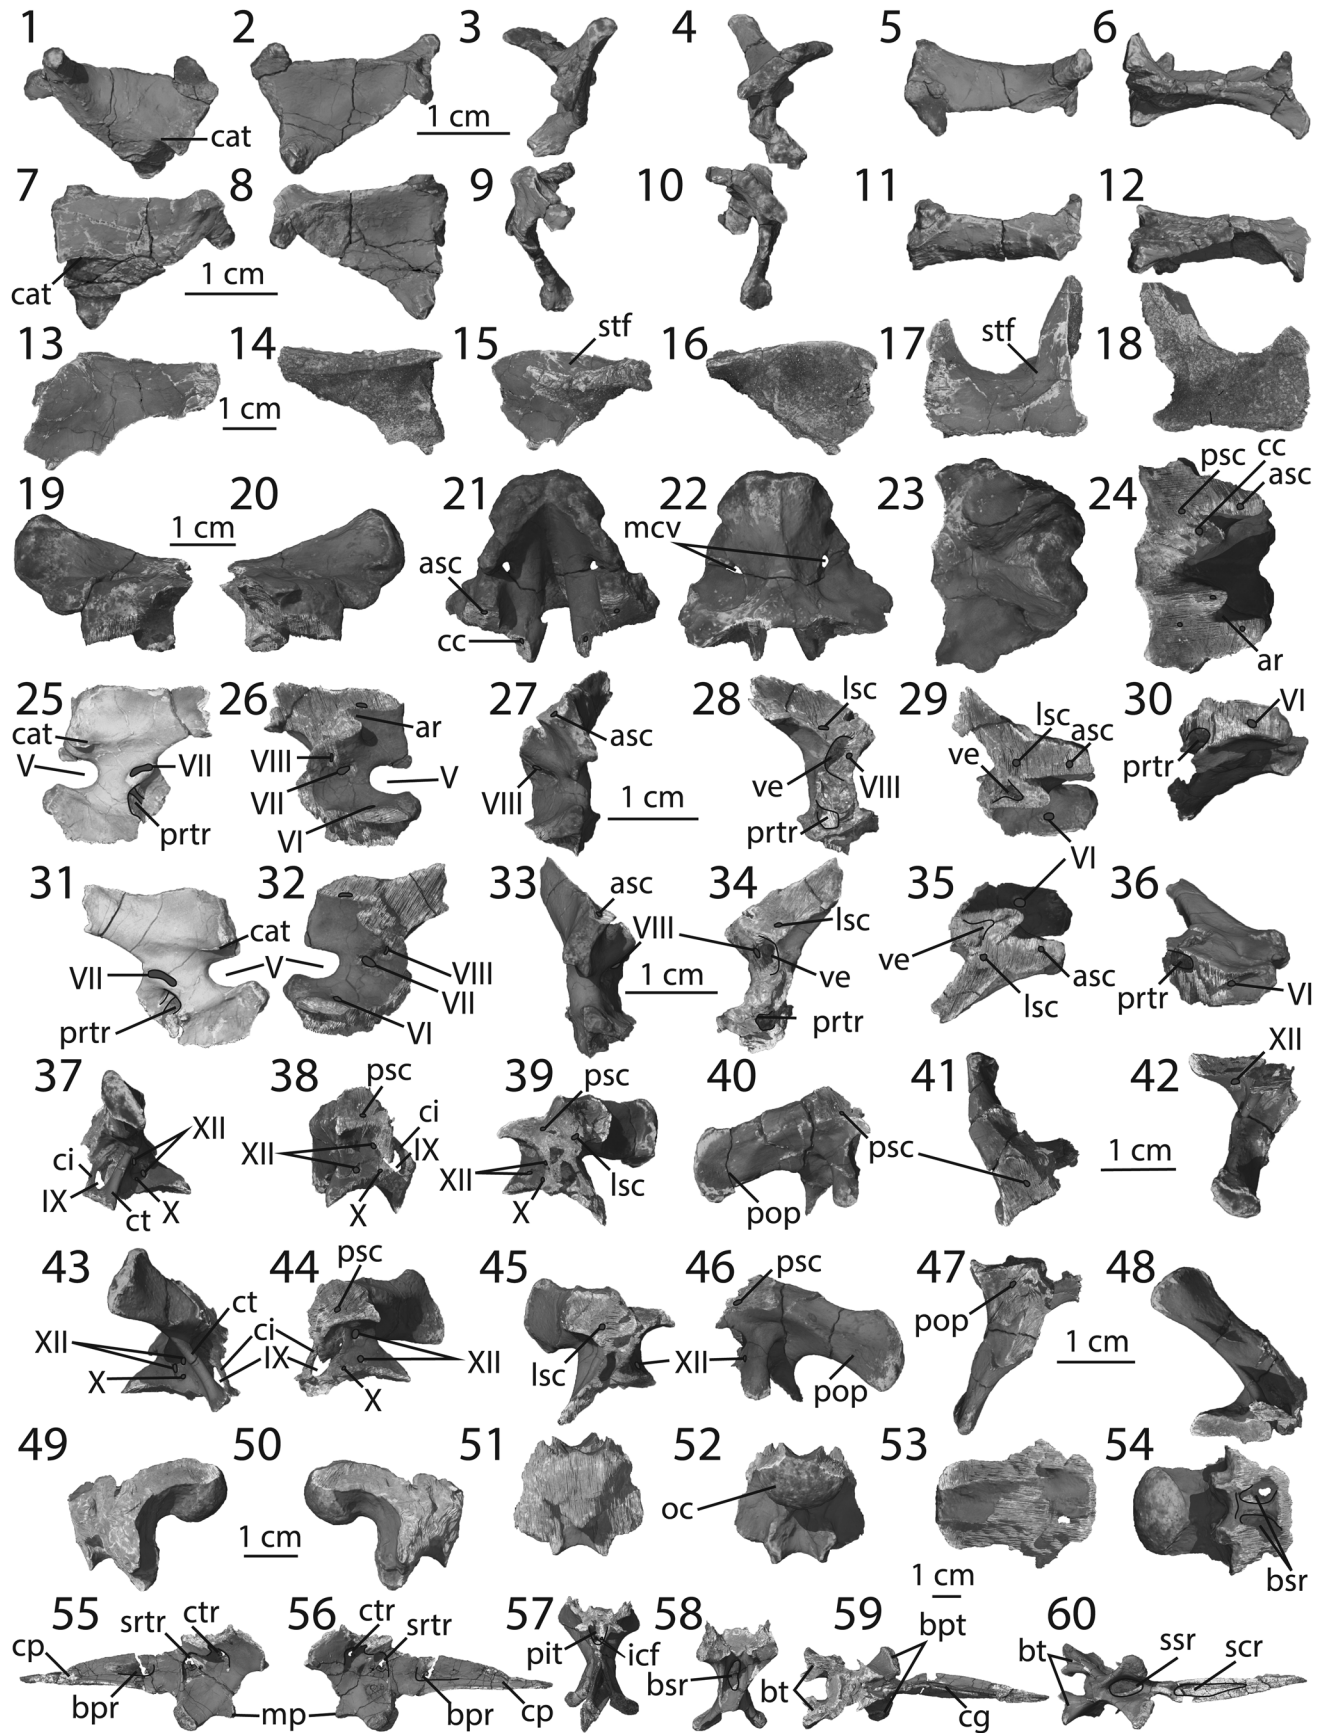 1 2 3 4 5 6
1 cm
cat
7 8 9 10 11 12
cat
1 cm
13 14 15 16 17 18
stf
stf
1 cm
psc cc asc
19 20 21 22 23 24
1 cm
mcv
asc
cc
ar
25 26 27 28 29 30
lsc
VI
cat
ar
asc
lsc asc
V
VII
VIII
V
ve
ve
VIII
prtr
VII
VIII
1 cm
prtr
prtr
VI
VI
31 32 33 34 35 36
asc
lsc
cat
VIII
V
VII
VIII
ve
ve
asc
VII
1 cm
lsc
prtr
VI
prtr
prtr
VI
XII
37 38 39 40 41 42
psc
psc
XII
ci
ci
XII
IX
psc
IX
XII
lsc
1 cm
ct X
X
X
pop
43 44 45 46 47 48
psc
psc
ct
ci
pop
XII
IX
XII
lsc
XII
X
X
pop
1 cm
49 50 51 52 53 54
oc
1 cm
bsr
1 cm
55 56 57 58 59 60
srtr ctr
ctr srtr
bpt
cp
pit
icf
bt
ssr
scr
bpr
mp
bpr
cp
bsr
bt
cg